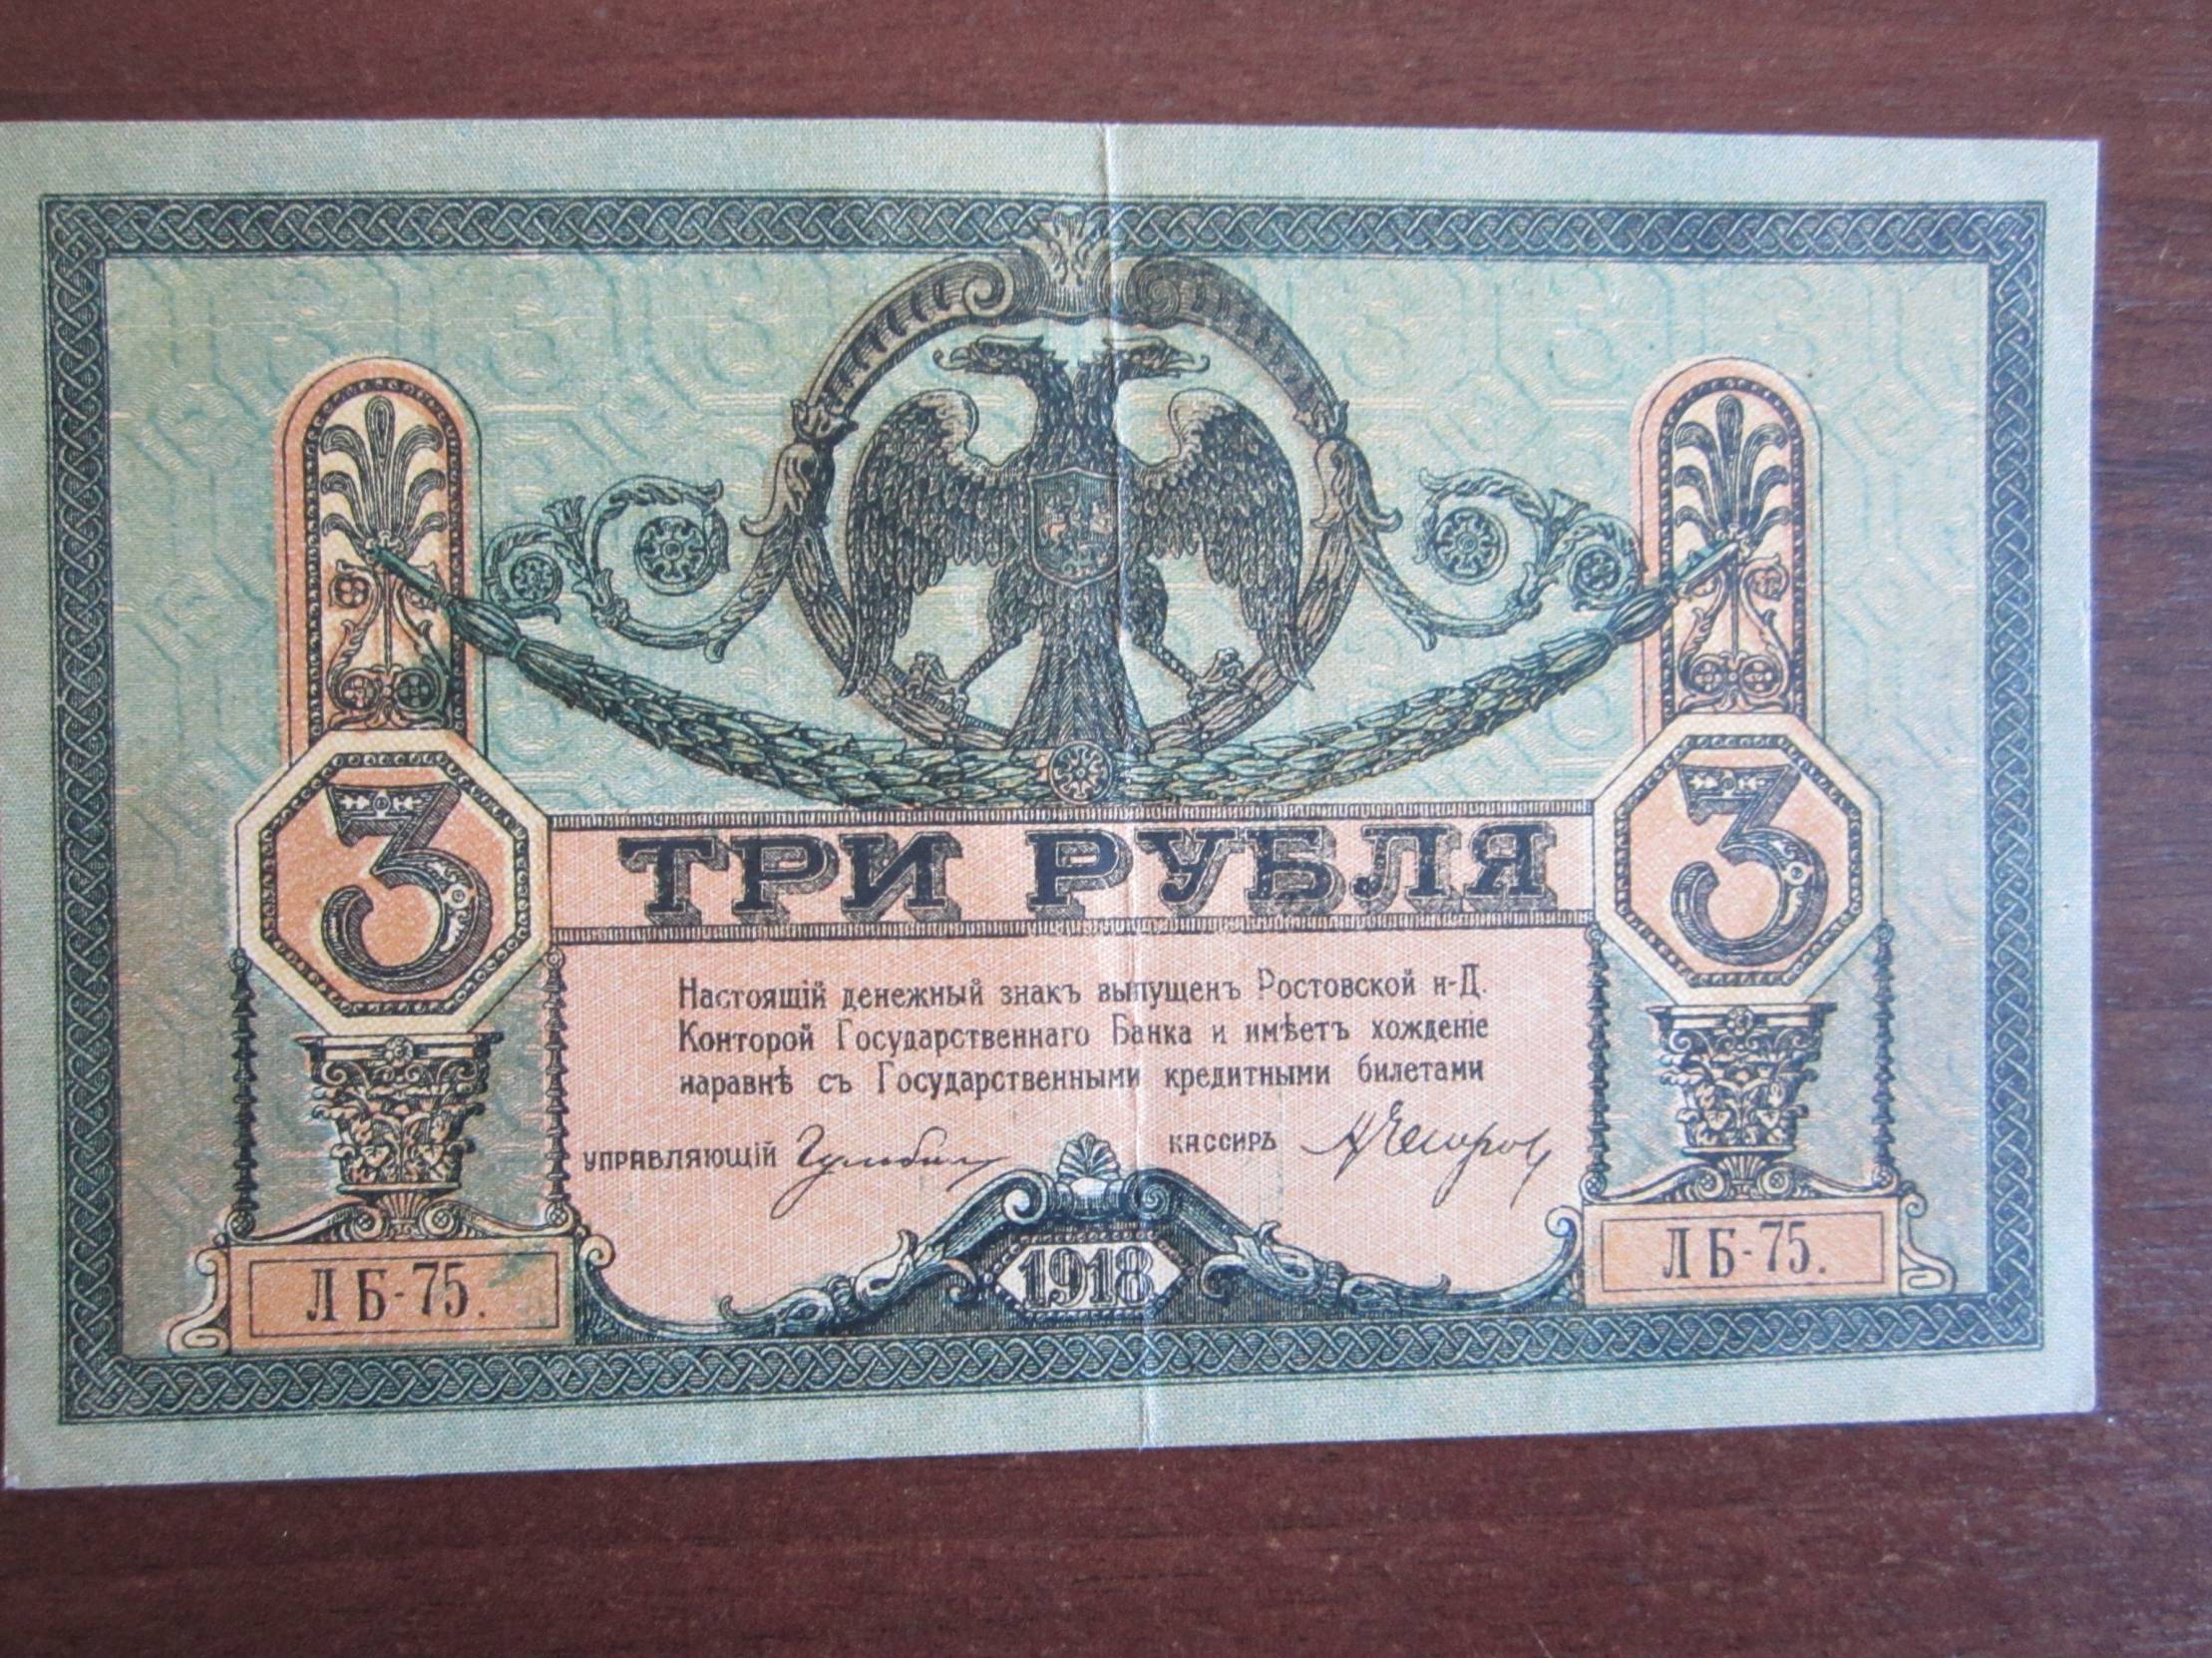 3
3
ТРИ РУБЛЯ
Настоящій денежный знакъ выпущенъ Ростовской н-Д.
Конторой Государственнаго Банка и имѣетъ хожденіе
наравнѣ съ Государственными кредитными билетами
УПРАВЛЯЮЩІЙ
КАССИРЪ
ЛБ-75.
1918
ЛБ-75.